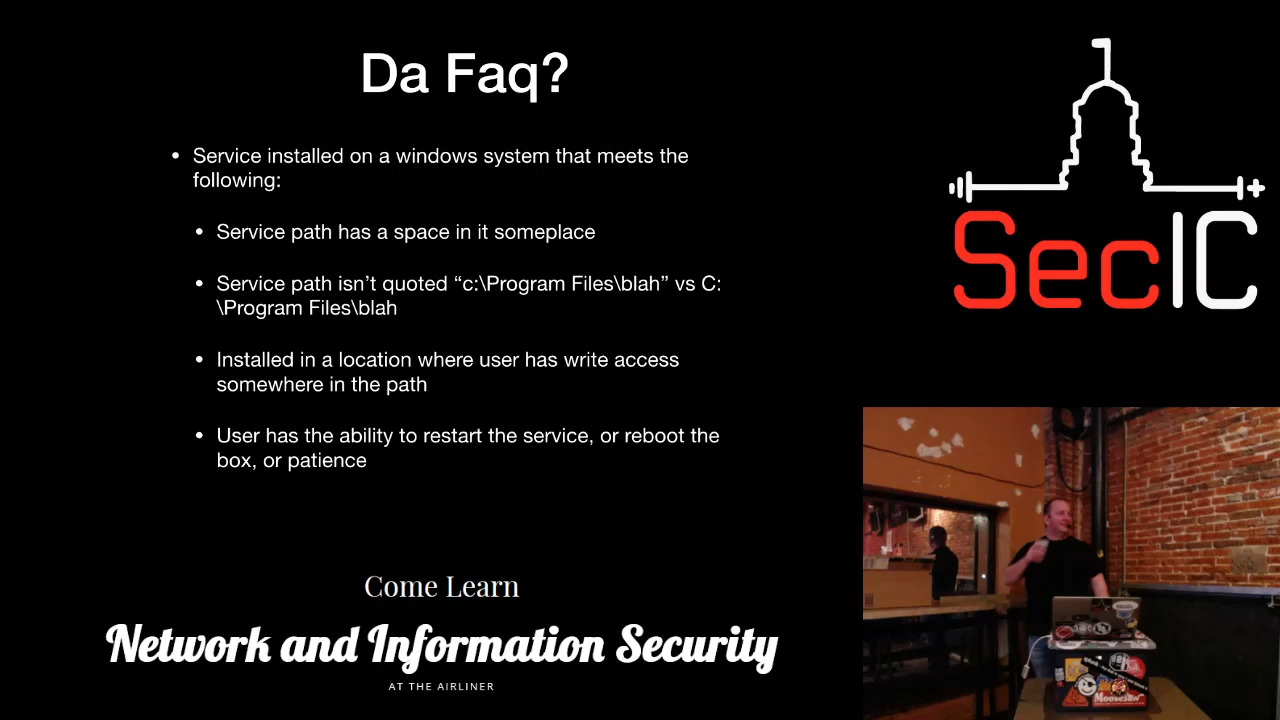 Da Faq?
• Service installed on a windows system that meets the
following:
• Service path has a space in it someplace
• Service path isn’t quoted “c:\Program Files\blah” vs C:
\Program Files\blah
• Installed in a location where user has write access
somewhere in the path
• User has the ability to restart the service, or reboot the
box, or patience
SecIC
Come Learn
Network and Information Security
AT THE AIRLINER